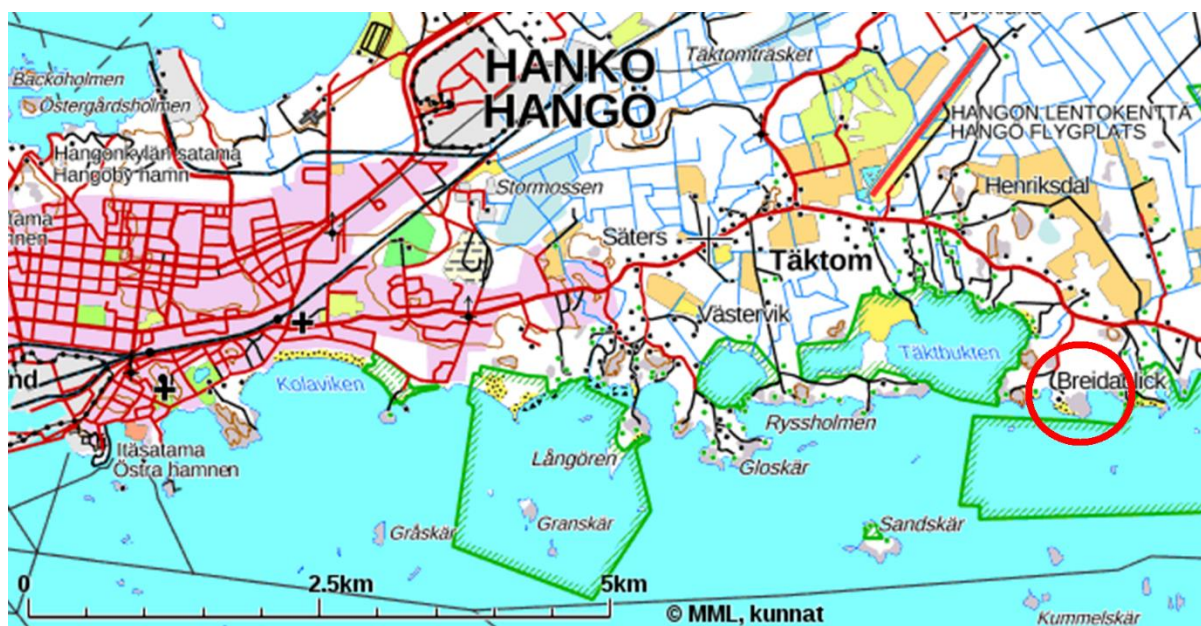 HANKO
HANGÖ
Täktomträsket
Backoholmen
Östergårdsholmen
HANGON LENTOKENTTÄ
HANGÖ FLYGPLATS
Hangonkylän satama
Hangöby hamn
Stormossen
Henriksdal
Säters
Täktom
Västervik
Täktbukten
Kolaviken
Breidablick
Ryssholmen
Itäsatama
Östra hamnen
Långören
Gloskär
Gråskär
Granskär
Sandskär
0
2.5km
5km
© MML, kunnat
Kummelskär